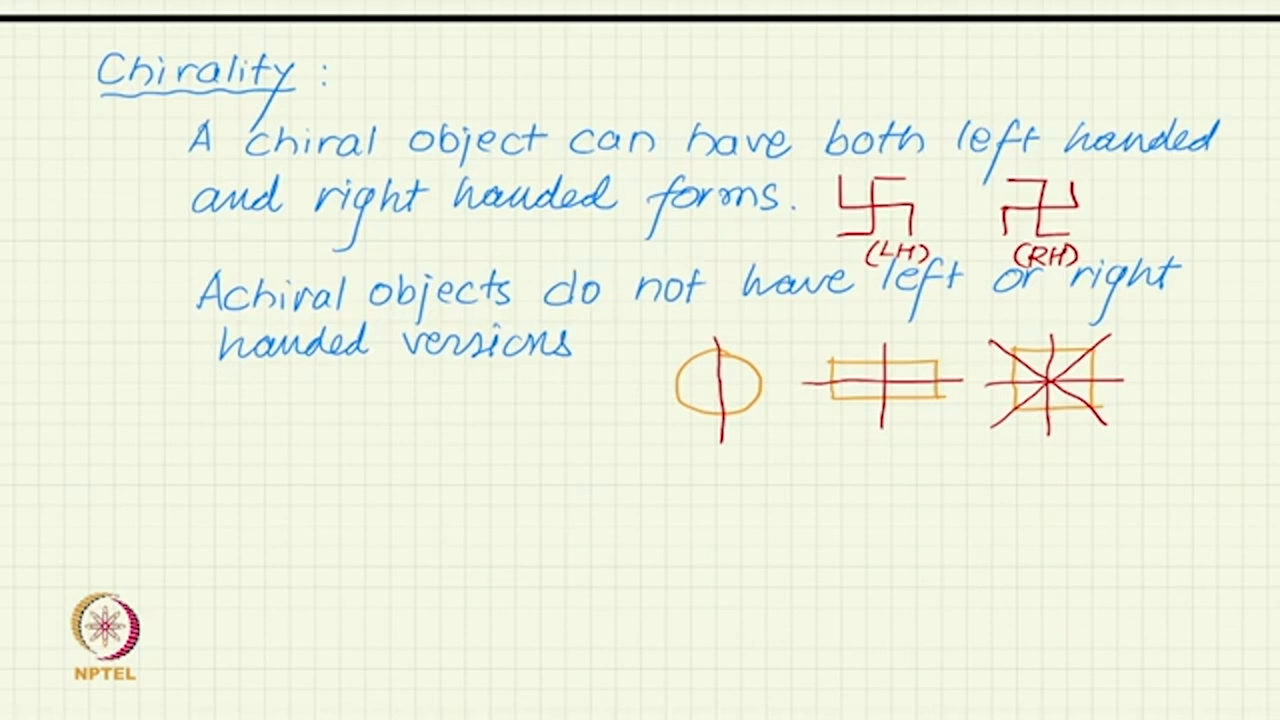 Chirality :
A chiral object can have both left handed
and right handed forms.
(LH) (RH)
Achiral objects do not have left or right
handed versions
NPTEL